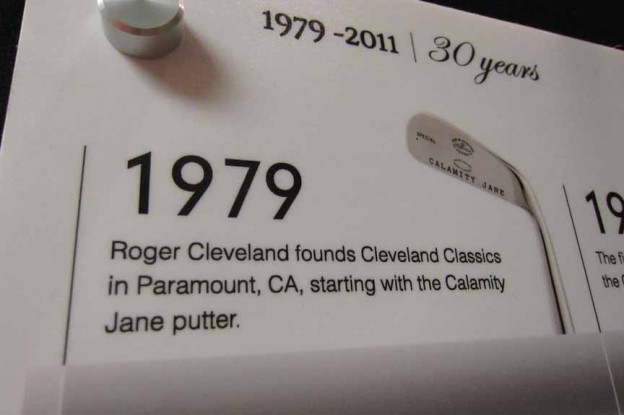 1979 -2011 | 30 years
SPECIAL
CALAMITY JANE
1979
Roger Cleveland founds Cleveland Classics
in Paramount, CA, starting with the Calamity
Jane putter.
19
The fi
the